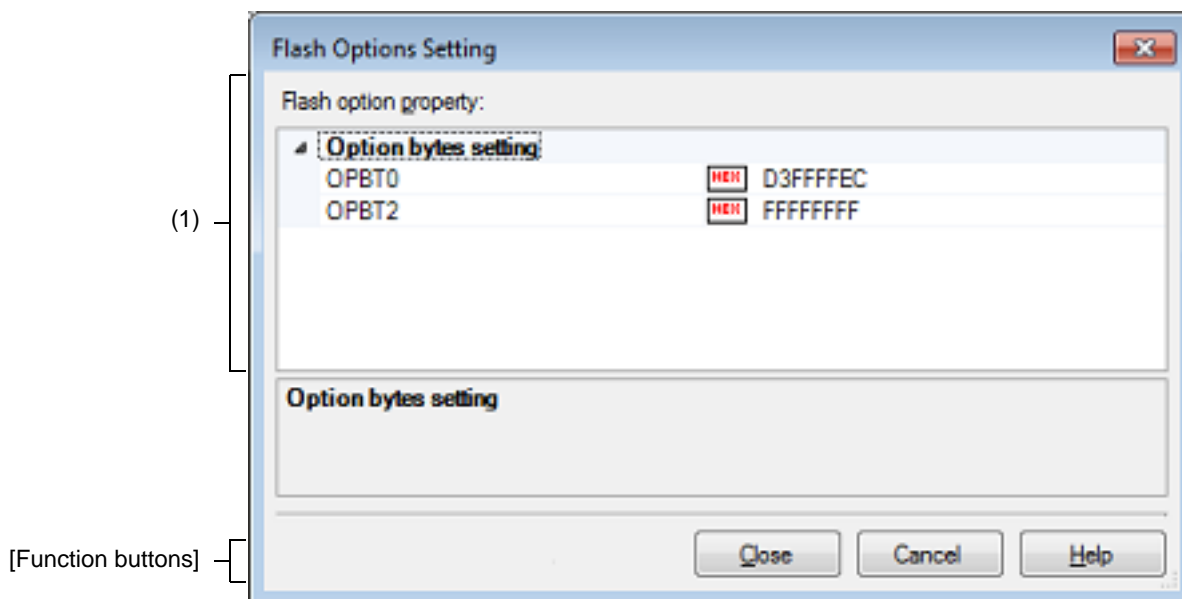 Flash Options Setting
Flash option property:
Option bytes setting
OPBT0 HEX D3FFFFEC
OPBT2 HEX FFFFFFFF
(1)
Option bytes setting
[Function buttons]
Close Cancel Help